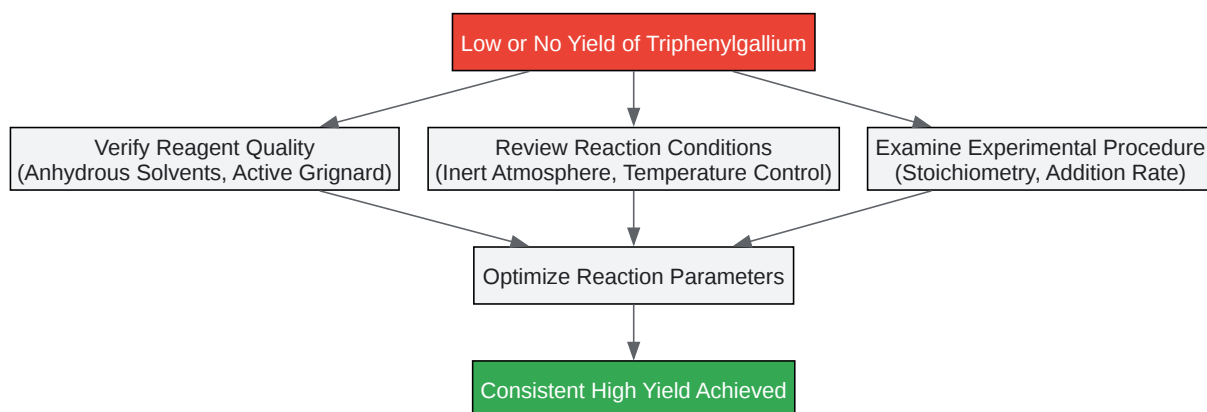 Low or No Yield of Triphenylgallium
Verify Reagent Quality
(Anhydrous Solvents, Active Grignard)
Review Reaction Conditions
(Inert Atmosphere, Temperature Control)
Examine Experimental Procedure
(Stoichiometry, Addition Rate)
Optimize Reaction Parameters
Consistent High Yield Achieved